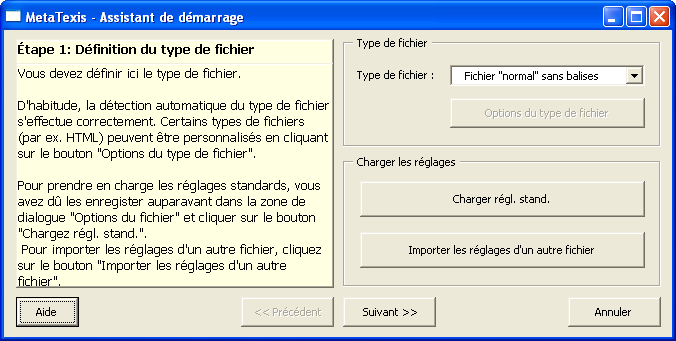 MetaTexis - Assistant de démarrage
Étape 1: Définition du type de fichier
Vous devez définir ici le type de fichier.
D'habitude, la détection automatique du type de fichier
s'effectue correctement. Certains types de fichiers
(par ex. HTML) peuvent être personnalisés en cliquant
sur le bouton "Options du type de fichier".
Pour prendre en charge les réglages standards, vous
avez dû les enregister auparavant dans la zone de
dialogue "Options du fichier" et cliquer sur le bouton
"Chargez régl. stand.".
Pour importer les réglages d'un autre fichier, cliquez
sur le bouton "Importer les réglages d'un autre
fichier".
Type de fichier
Type de fichier :
Fichier "normal" sans balises
Options du type de fichier
Charger les réglages
Charger régl. stand.
Importer les réglages d'un autre fichier
Aide
<< Précédent
Suivant >>
Annuler